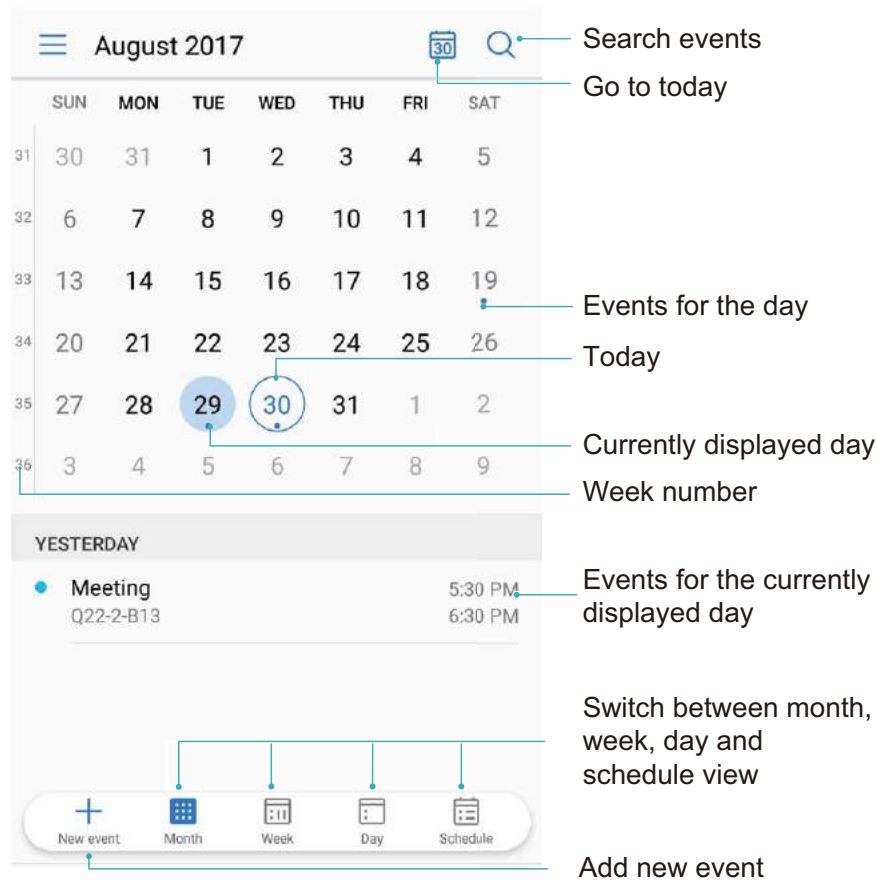 August 2017
30
Search events
Go to today
SUN MON TUE WED THU FRI SAT
31 30 31 1 2 3 4 5
32 6 7 8 9 10 11 12
33 13 14 15 16 17 18 19
Events for the day
34 20 21 22 23 24 25 26
Today
35 27 28 29 30 31 1 2
Currently displayed day
36 3 4 5 6 7 8 9
Week number
YESTERDAY
Meeting 5:30 PM
Q22-2-B13 6:30 PM
Events for the currently
displayed day
Switch between month,
week, day and
schedule view
New event Month Week Day Schedule
Add new event